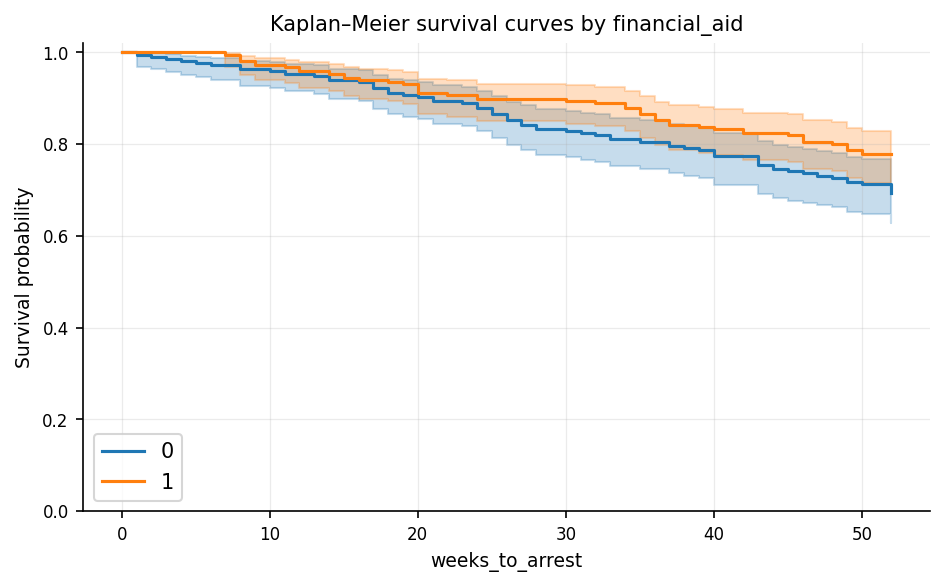 Kaplan–Meier survival curves by financial_aid
Survival probability
1.0
0.8
0.6
0.4
0.2
0.0
0
1
0 10 20 30 40 50
weeks_to_arrest